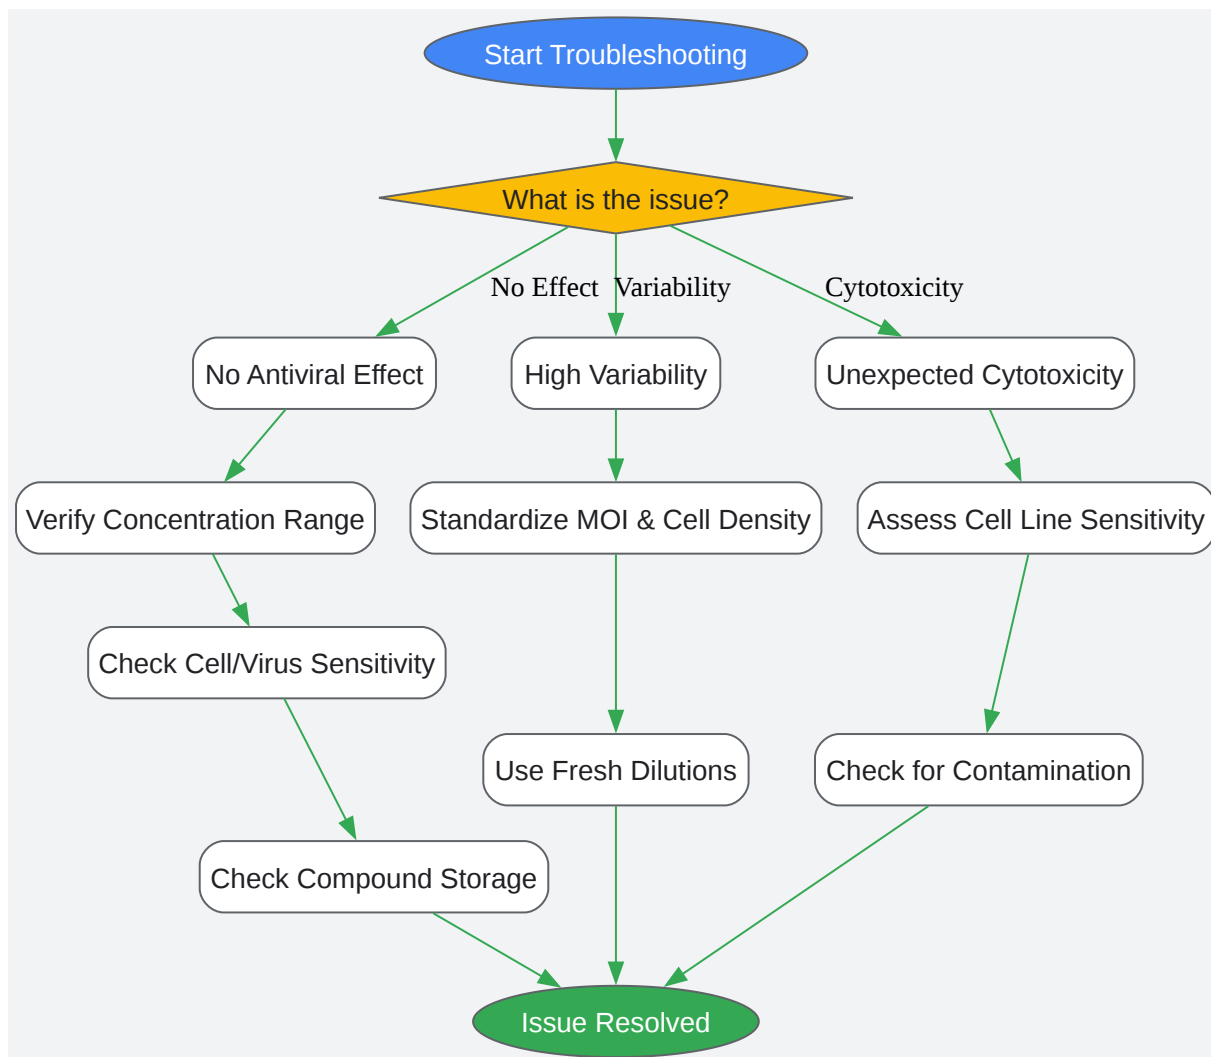 Start Troubleshooting
What is the issue?
No Effect
Variability
Cytotoxicity
No Antiviral Effect
High Variability
Unexpected Cytotoxicity
Verify Concentration Range
Standardize MOI & Cell Density
Assess Cell Line Sensitivity
Check Cell/Virus Sensitivity
Use Fresh Dilutions
Check for Contamination
Check Compound Storage
Issue Resolved